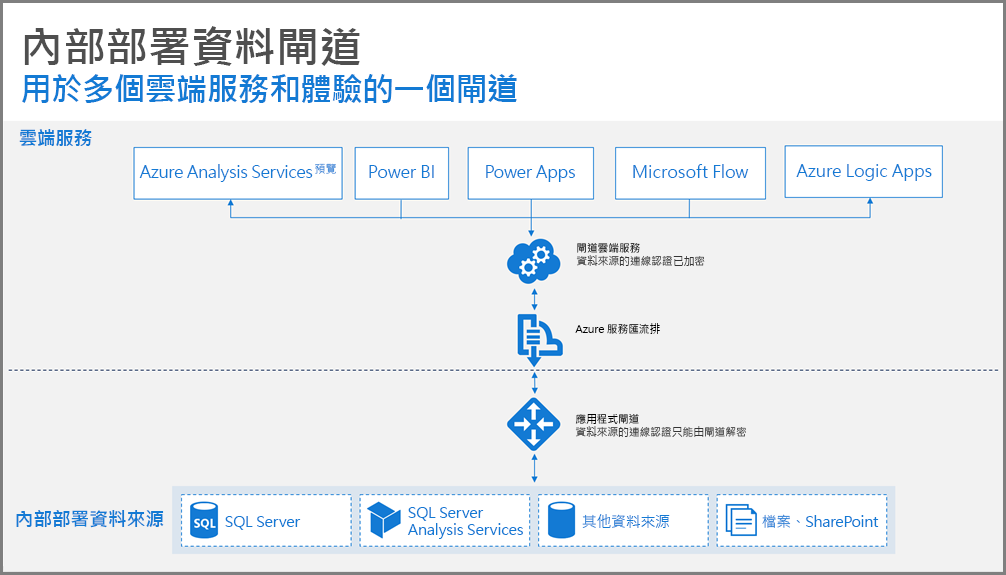 內部部署資料閘道
用於多個雲端服務和體驗的一個閘道
雲端服務
Azure Analysis Services 預覽
Power BI
Power Apps
Microsoft Flow
Azure Logic Apps
閘道雲端服務
資料來源的連線認證已加密
Azure 服務匯流排
應用程式閘道
資料來源的連線認證只能由閘道解密
內部部署資料來源
SQL
SQL Server
SQL Server
Analysis Services
其他資料來源
檔案、SharePoint